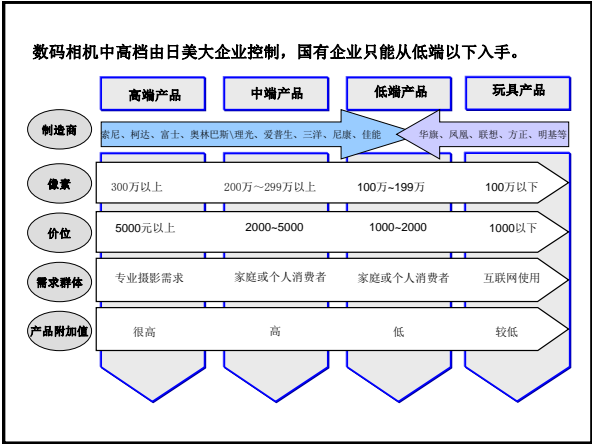 数码相机中高档由日美大企业控制，国有企业只能从低端以下入手。
高端产品 中端产品 低端产品 玩具产品
制造商 索尼、柯达、富士、奥林巴斯\理光、爱普生、三洋、尼康、佳能 华旗、凤凰、联想、方正、明基等
像素 300万以上 200万～299万以上 100万~199万 100万以下
价位 5000元以上 2000~5000 1000~2000 1000以下
需求群体 专业摄影需求 家庭或个人消费者 家庭或个人消费者 互联网使用
产品附加值 很高 高 低 较低